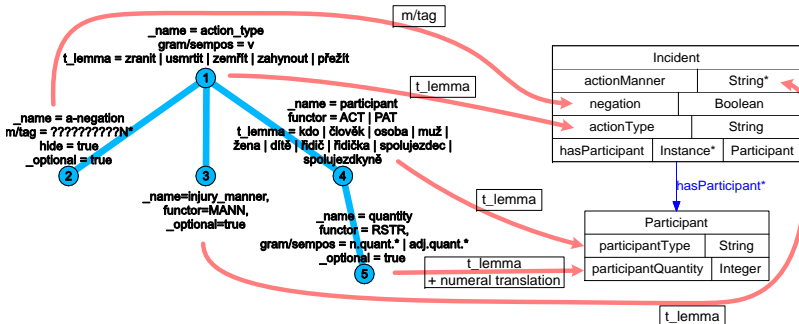 m/tag
_name = action_type
gram/sempos = v
t_lemma = zranit | usmrtit | zemřít | zahynout | přežít
1
t_lemma
_name = a-negation
m/tag = ??????????N*
hide = true
_optional = true
2
_name=injury_manner,
functor=MANN,
_optional=true
3
_name = participant
functor = ACT | PAT
t_lemma = kdo | člověk | osoba | muž |
žena | dítě | řidič | řidička | spolujezdec |
spolujezdkyně
4
_name = quantity
functor = RSTR,
gram/sempos = n.quant.* | adj.quant.*
_optional = true
5
t_lemma
t_lemma
+ numeral translation
Incident
actionManner String*
negation Boolean
actionType String
hasParticipant Instance* Participant
hasParticipant*
Participant
participantType String
participantQuantity Integer
t_lemma